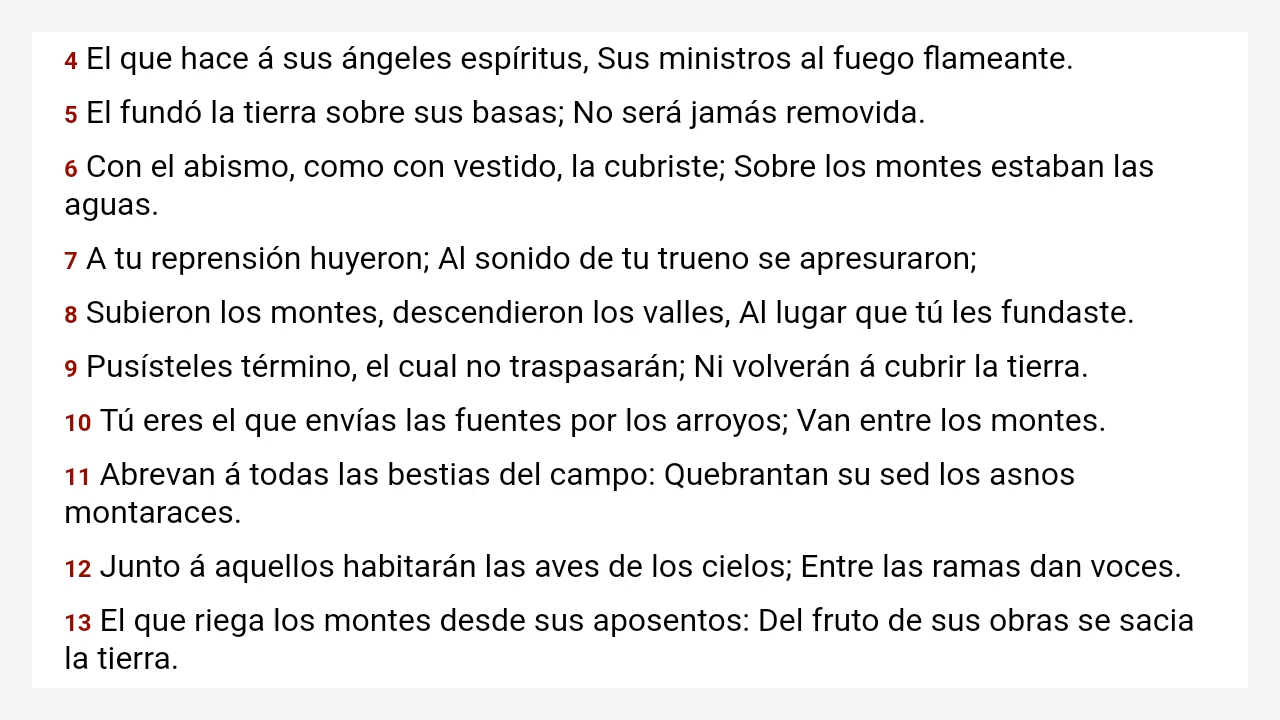 4 El que hace á sus ángeles espíritus, Sus ministros al fuego flameante.
5 El fundó la tierra sobre sus basas; No será jamás removida.
6 Con el abismo, como con vestido, la cubriste; Sobre los montes estaban las
aguas.
7 A tu reprensión huyeron; Al sonido de tu trueno se apresuraron;
8 Subieron los montes, descendieron los valles, Al lugar que tú les fundaste.
9 Pusísteles término, el cual no traspasarán; Ni volverán á cubrir la tierra.
10 Tú eres el que envías las fuentes por los arroyos; Van entre los montes.
11 Abrevan á todas las bestias del campo: Quebrantan su sed los asnos
montaraces.
12 Junto á aquellos habitarán las aves de los cielos; Entre las ramas dan voces.
13 El que riega los montes desde sus aposentos: Del fruto de sus obras se sacia
la tierra.